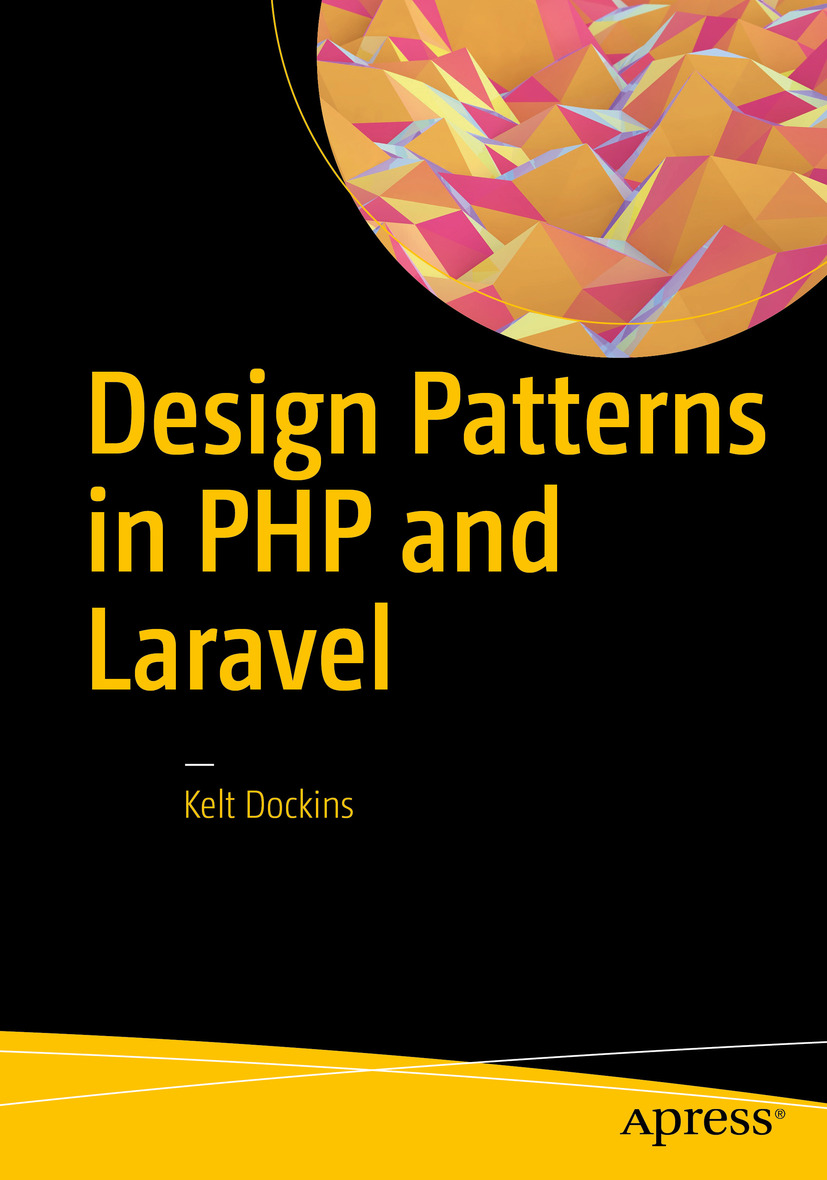 Design Patterns
in PHP and
Laravel
—
Kelt Dockins
Apress®